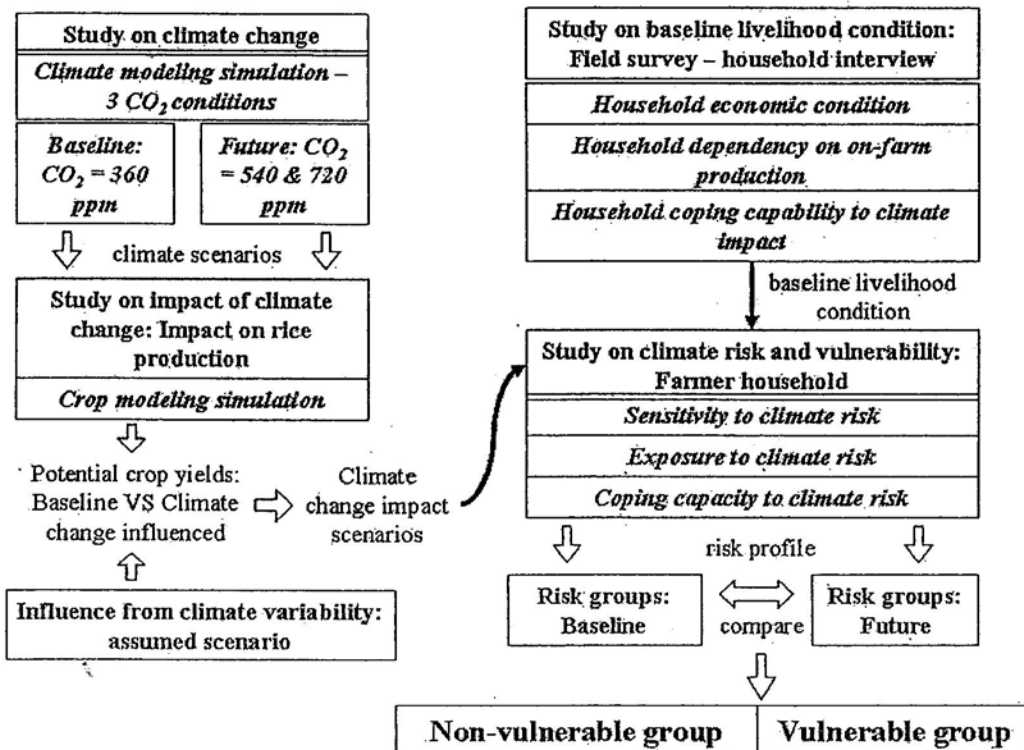 Study on climate change
Climate modeling simulation –
3 CO₂ conditions
Baseline:
CO₂ = 360
ppm
Future: CO₂
= 540 & 720
ppm
climate scenarios
Study on impact of climate
change: Impact on rice
production
Crop modeling simulation
Potential crop yields:
Baseline VS Climate
change influenced
Climate
change impact
scenarios
Influence from climate variability:
assumed scenario
Study on baseline livelihood condition:
Field survey – household interview
Household economic condition
Household dependency on on-farm
production
Household coping capability to climate
impact
baseline livelihood
condition
Study on climate risk and vulnerability:
Farmer household
Sensitivity to climate risk
Exposure to climate risk
Coping capacity to climate risk
risk profile
Risk groups:
Baseline
compare
Risk groups:
Future
Non-vulnerable group
Vulnerable group